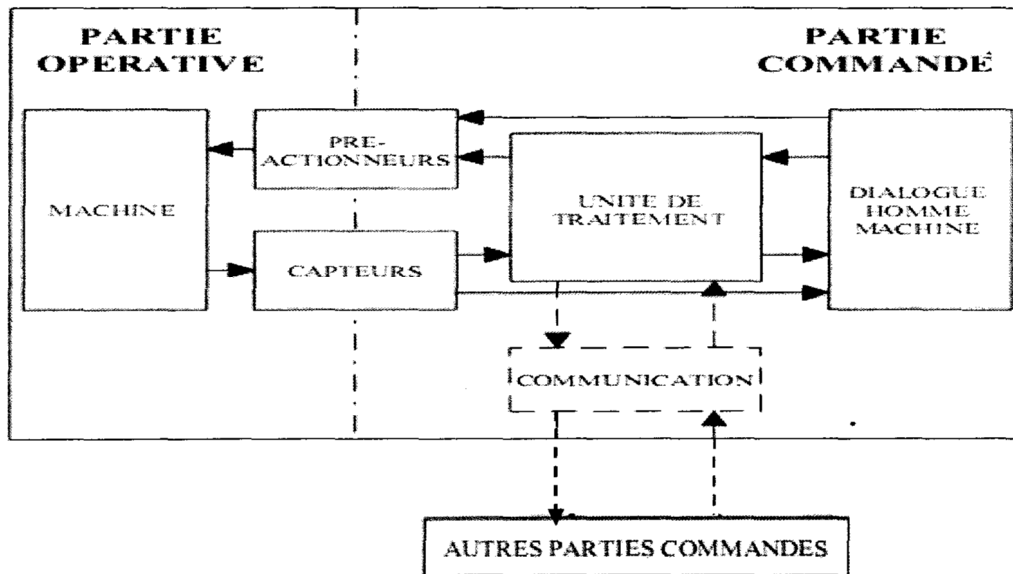 PARTIE
OPERATIVE
PARTIE
COMMANDÉ
MACHINE
PRE-
ACTIONNEURS
CAPTEURS
UNITE DE
TRAITEMENT
DIALOGUE
HOMME
MACHINE
COMMUNICATION
AUTRES PARTIES COMMANDES